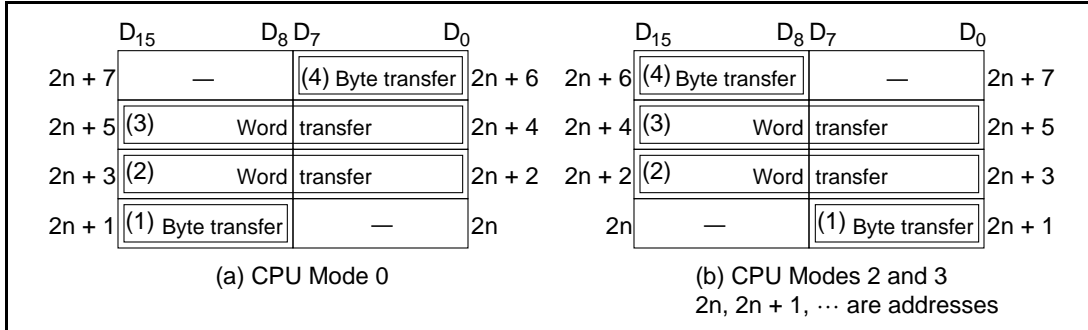 D15 D8 D7 D0
2n + 7 — (4) Byte transfer 2n + 6
2n + 5 (3) Word transfer 2n + 4
2n + 3 (2) Word transfer 2n + 2
2n + 1 (1) Byte transfer — 2n
(a) CPU Mode 0
D15 D8 D7 D0
2n + 6 (4) Byte transfer — 2n + 7
2n + 4 (3) Word transfer 2n + 5
2n + 2 (2) Word transfer 2n + 3
2n — (1) Byte transfer 2n + 1
(b) CPU Modes 2 and 3
2n, 2n + 1, ··· are addresses